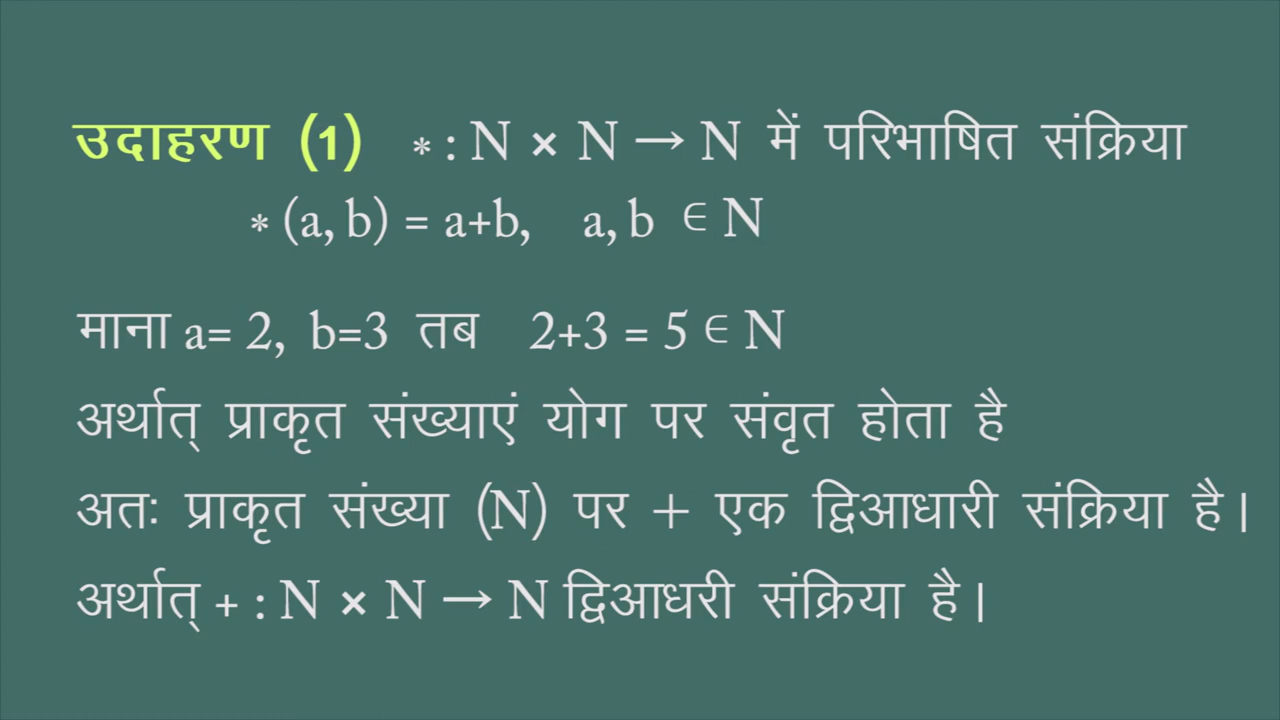 उदाहरण (1) * : N × N → N में परिभाषित संक्रिया
* (a, b) = a+b, a, b ∈ N
माना a= 2, b=3 तब 2+3 = 5 ∈ N
अर्थात् प्राकृत संख्याएं योग पर संवृत होता है
अतः प्राकृत संख्या (N) पर + एक द्विआधारी संक्रिया है।
अर्थात् + : N × N → N द्विआधरी संक्रिया है।